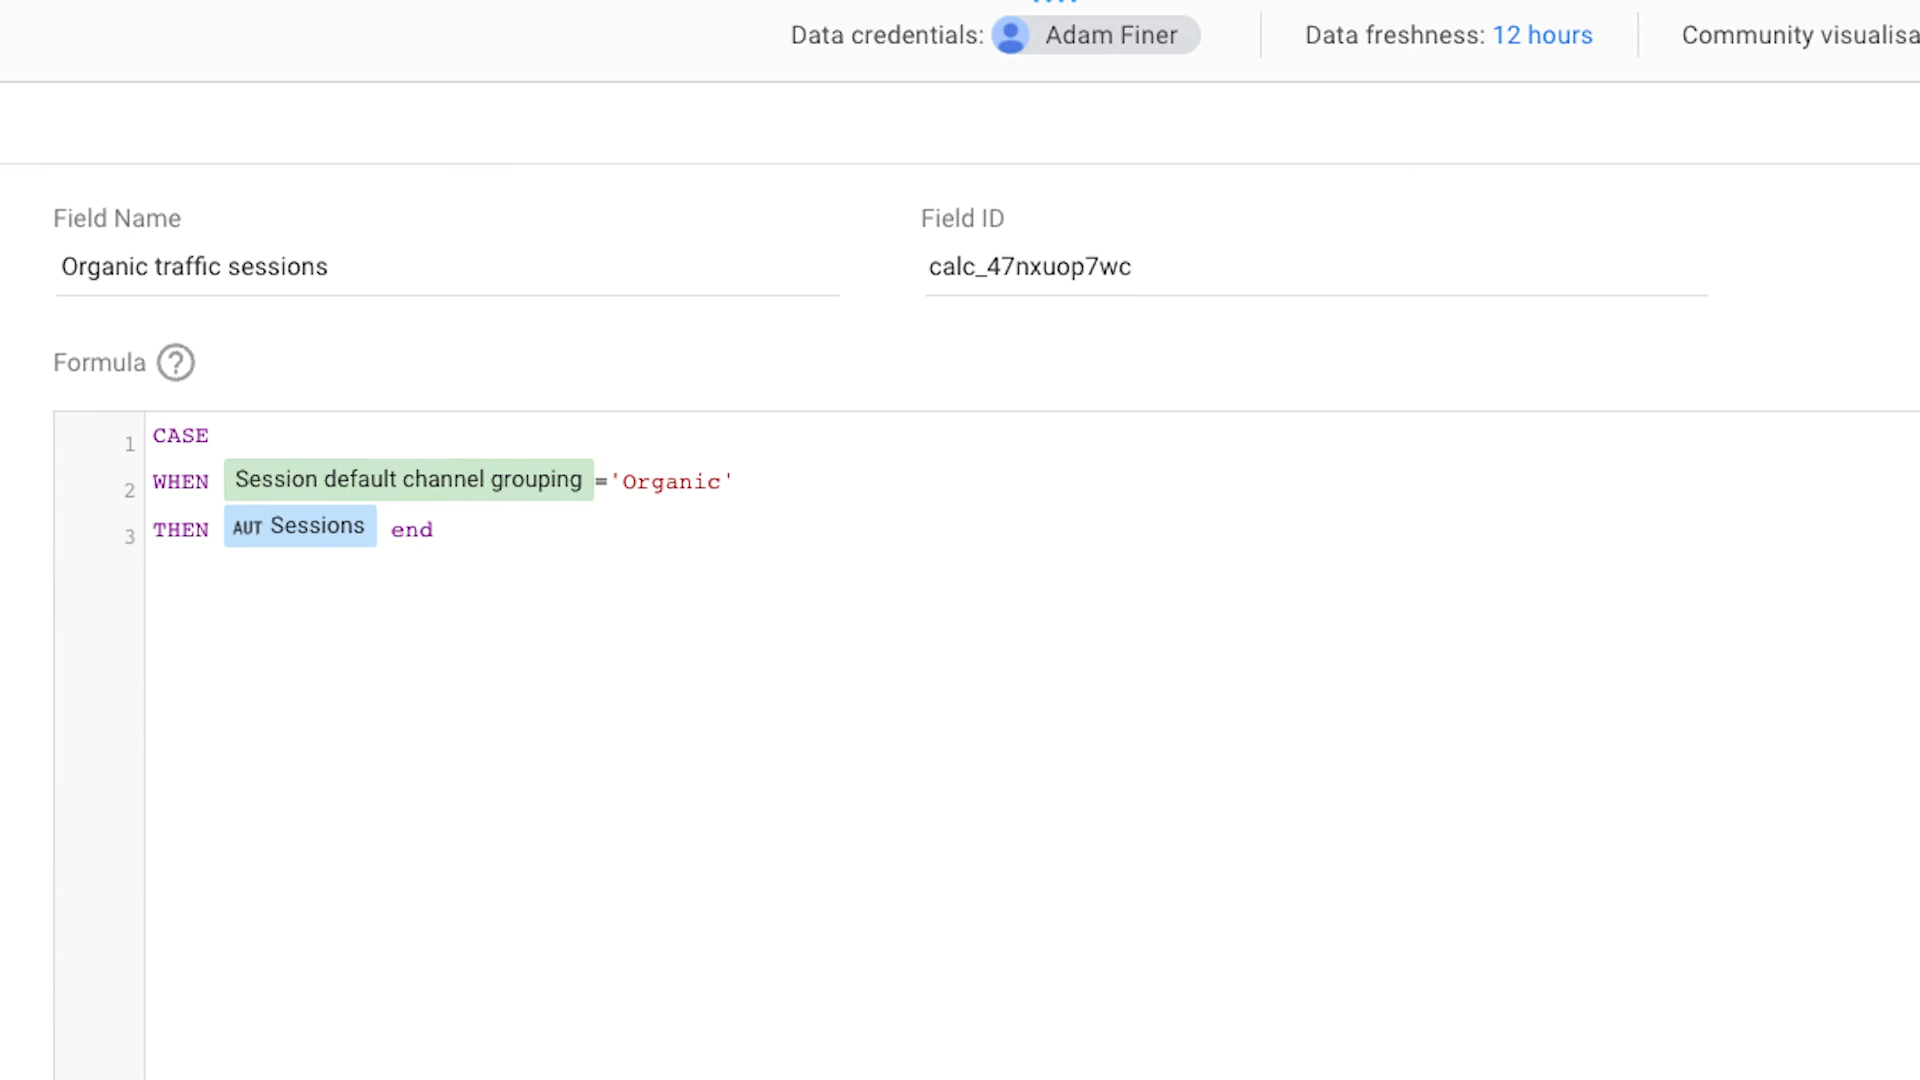 Data credentials: Adam Finer Data freshness: 12 hours Community visualisa
Field Name Field ID
Organic traffic sessions calc_47nxuop7wc
Formula ?
1 CASE
2 WHEN Session default channel grouping ='Organic'
3 THEN AUT Sessions end